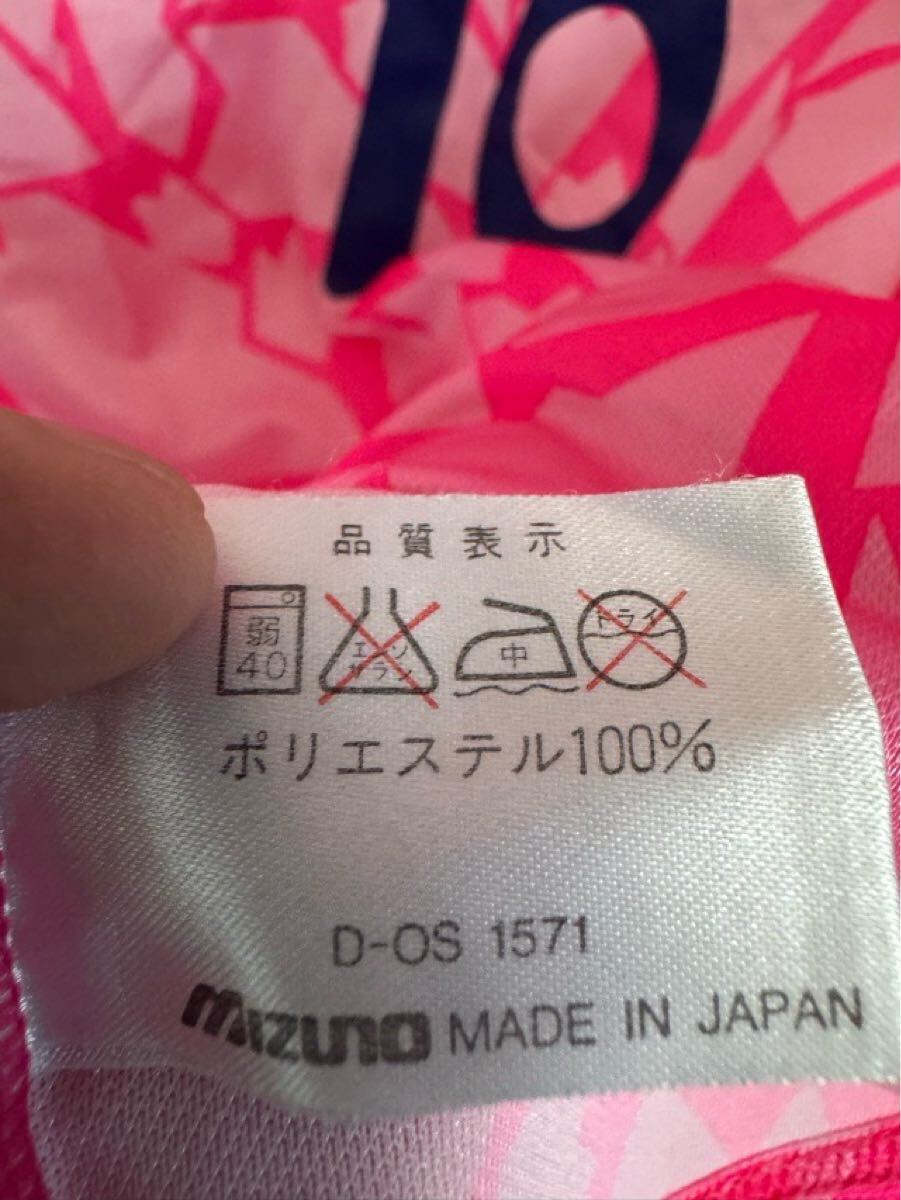 10
品質表示
弱 40 エンソ サラシ 中 ドライ
ポリエステル100%
D-OS 1571
mizuno MADE IN JAPAN